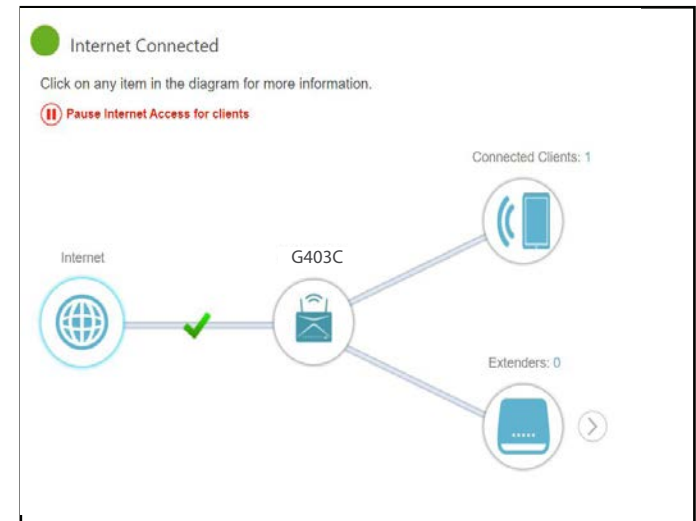 Internet Connected
Click on any item in the diagram for more information.
Pause Internet Access for clients
Connected Clients: 1
Internet
G403C
Extenders: 0